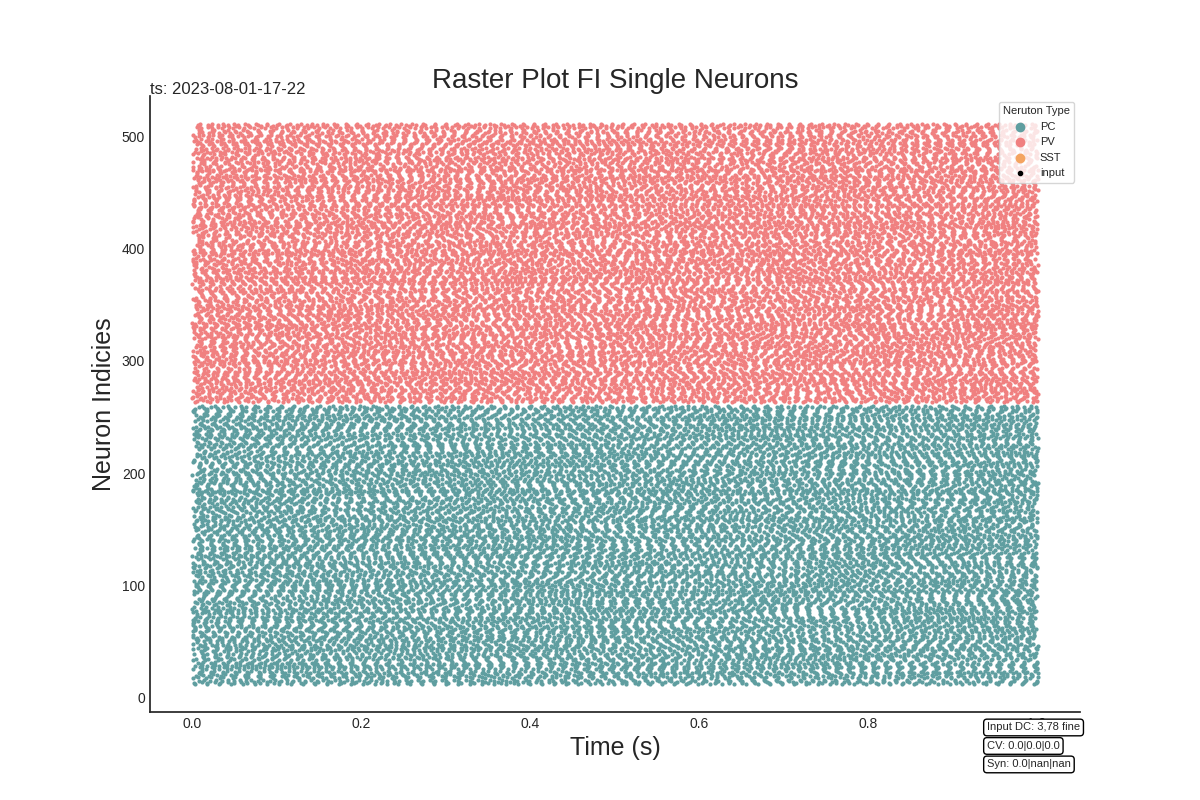 Raster Plot FI Single Neurons
ts: 2023-08-01-17-22
Neruton Type
PC
PV
SST
input
500
400
300
200
100
0
Neuron Indicies
0.0 0.2 0.4 0.6 0.8
Time (s)
Input DC: 3,78 fine
CV: 0.0|0.0|0.0
Syn: 0.0|nan|nan